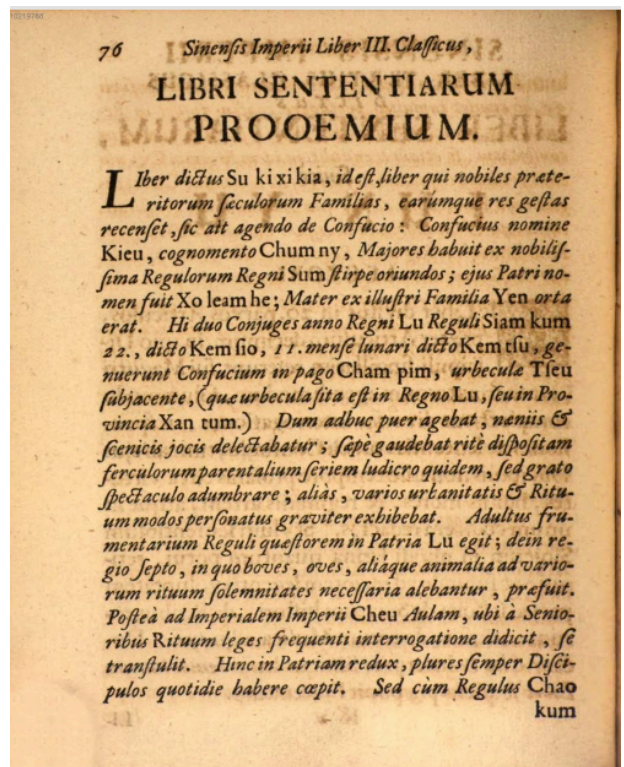 10219766
76 Sinensis Imperii Liber III. Classicus,
LIBRI SENTENTIARUM
PROOEMIUM.
LIber dictus Su ki xi kia, id est, liber qui nobiles præte-
ritorum sæculorum Familias, earúmque res gestas
recenset, sic ait agendo de Confucio: Confucius nomine
Kieu, cognomento Chum ny, Majores habuit ex nobilis-
sima Regulorum Regni Sum stirpe oriundos; ejus Patri no-
men fuit Xo leam he; Mater ex illustri Familia Yen orta
erat. Hi duo Conjuges anno Regni Lu Reguli Siam kum
22., dicto Kem sio, 11. mense lunari dicto Kem tsu, ge-
nuerunt Confucium in pago Cham pim, urbeculæ Tseu
subjacente, (quæ urbecula sita est in Regno Lu, seu in Pro-
vincia Xan tum.) Dum adhuc puer agebat, næniis &
scenicis jocis delectabatur; sæpè gaudebat ritè dispositam
ferculorum parentalium seriem ludicro quidem, sed grato
spectaculo adumbrare; aliàs, varios urbanitatis & Ritu-
um modos personatus graviter exhibebat. Adultus fru-
mentarium Reguli quæstorem in Patria Lu egit; dein re-
gio septo, in quo boves, oves, aliáque animalia ad vario-
rum rituum solemnitates necessaria alebantur, præfuit.
Posteà ad Imperialem Imperii Cheu Aulam, ubi à Senio-
ribus Rituum leges frequenti interrogatione didicit, se
transtulit. Hinc in Patriam redux, plures semper Disci-
pulos quotidie habere cœpit. Sed cùm Regulus Chao
kum